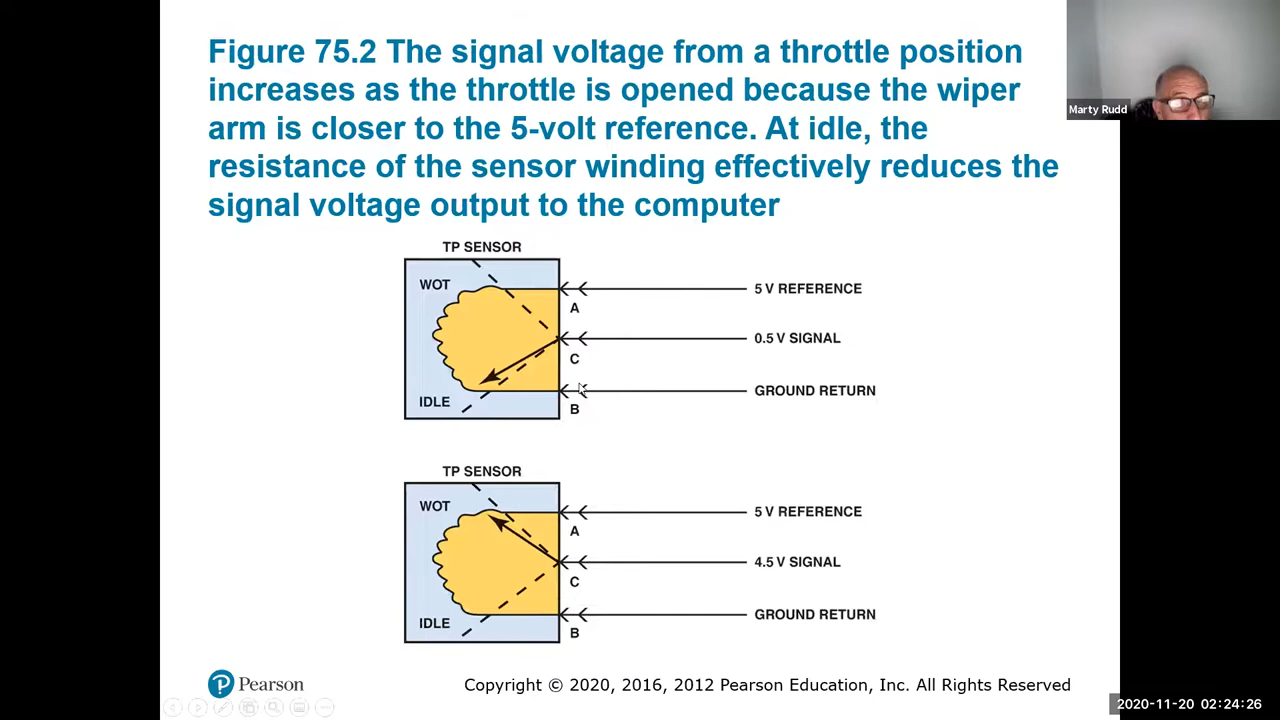 Figure 75.2 The signal voltage from a throttle position
increases as the throttle is opened because the wiper
arm is closer to the 5-volt reference. At idle, the
resistance of the sensor winding effectively reduces the
signal voltage output to the computer
Marty Rudd
TP SENSOR
WOT
5 V REFERENCE
A
0.5 V SIGNAL
C
GROUND RETURN
IDLE
B
TP SENSOR
WOT
5 V REFERENCE
A
4.5 V SIGNAL
C
GROUND RETURN
IDLE
B
Pearson
Copyright © 2020, 2016, 2012 Pearson Education, Inc. All Rights Reserved
2020-11-20 02:24:26